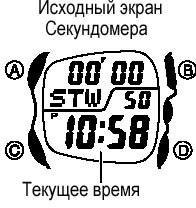 Исходный экран
Секундомера
A
B
00'00
STW 50
P
10:58
C
D
Текущее время